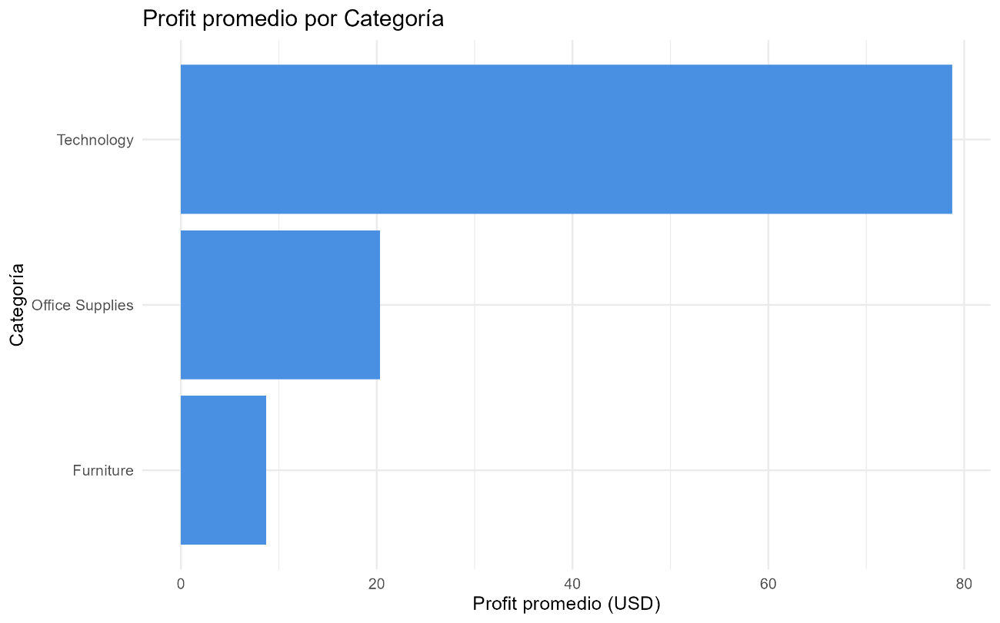 Profit promedio por Categoría
Categoría
Technology
Office Supplies
Furniture
0 20 40 60 80
Profit promedio (USD)